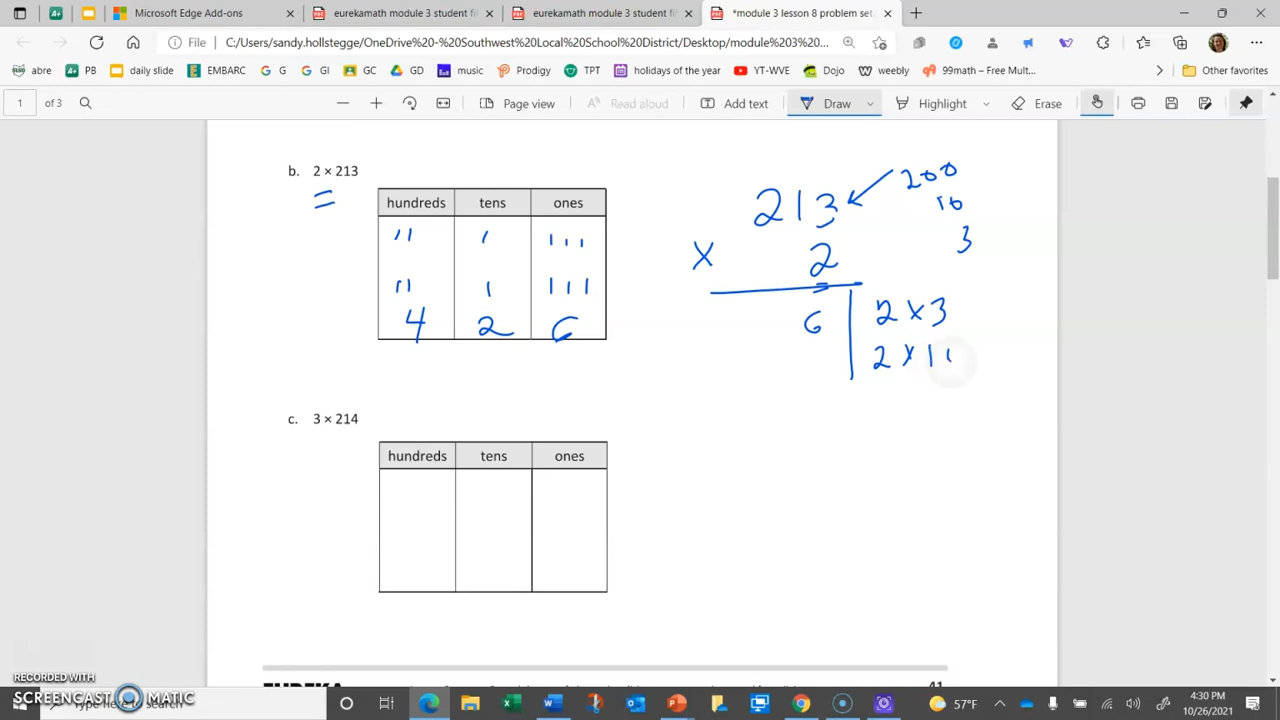 Microsoft Edge Add-ons
eurekamath module 3 student fi
eurekamath module 3 student fi
*module 3 lesson 8 problem set.
File
C:/Users/sandy.hollstegge/OneDrive%20-%20Southwest%20Local%20School%20District/Desktop/module%203%...
abre
PB
daily slide
EMBARC
G
GI
GC
GD
music
Prodigy
TPT
holidays of the year
YT-WVE
Dojo
weebly
99math – Free Mult...
Other favorites
1 of 3
Page view
Read aloud
Add text
Draw
Highlight
Erase
b. 2 × 213
=
hundreds tens ones
4 2 6
213
200
10
3
x 2
6
2 x 3
2 x 1
c. 3 × 214
hundreds tens ones
41
RECORDED WITH
SCREENCAST MATIC
57°F
4:30 PM
10/26/2021